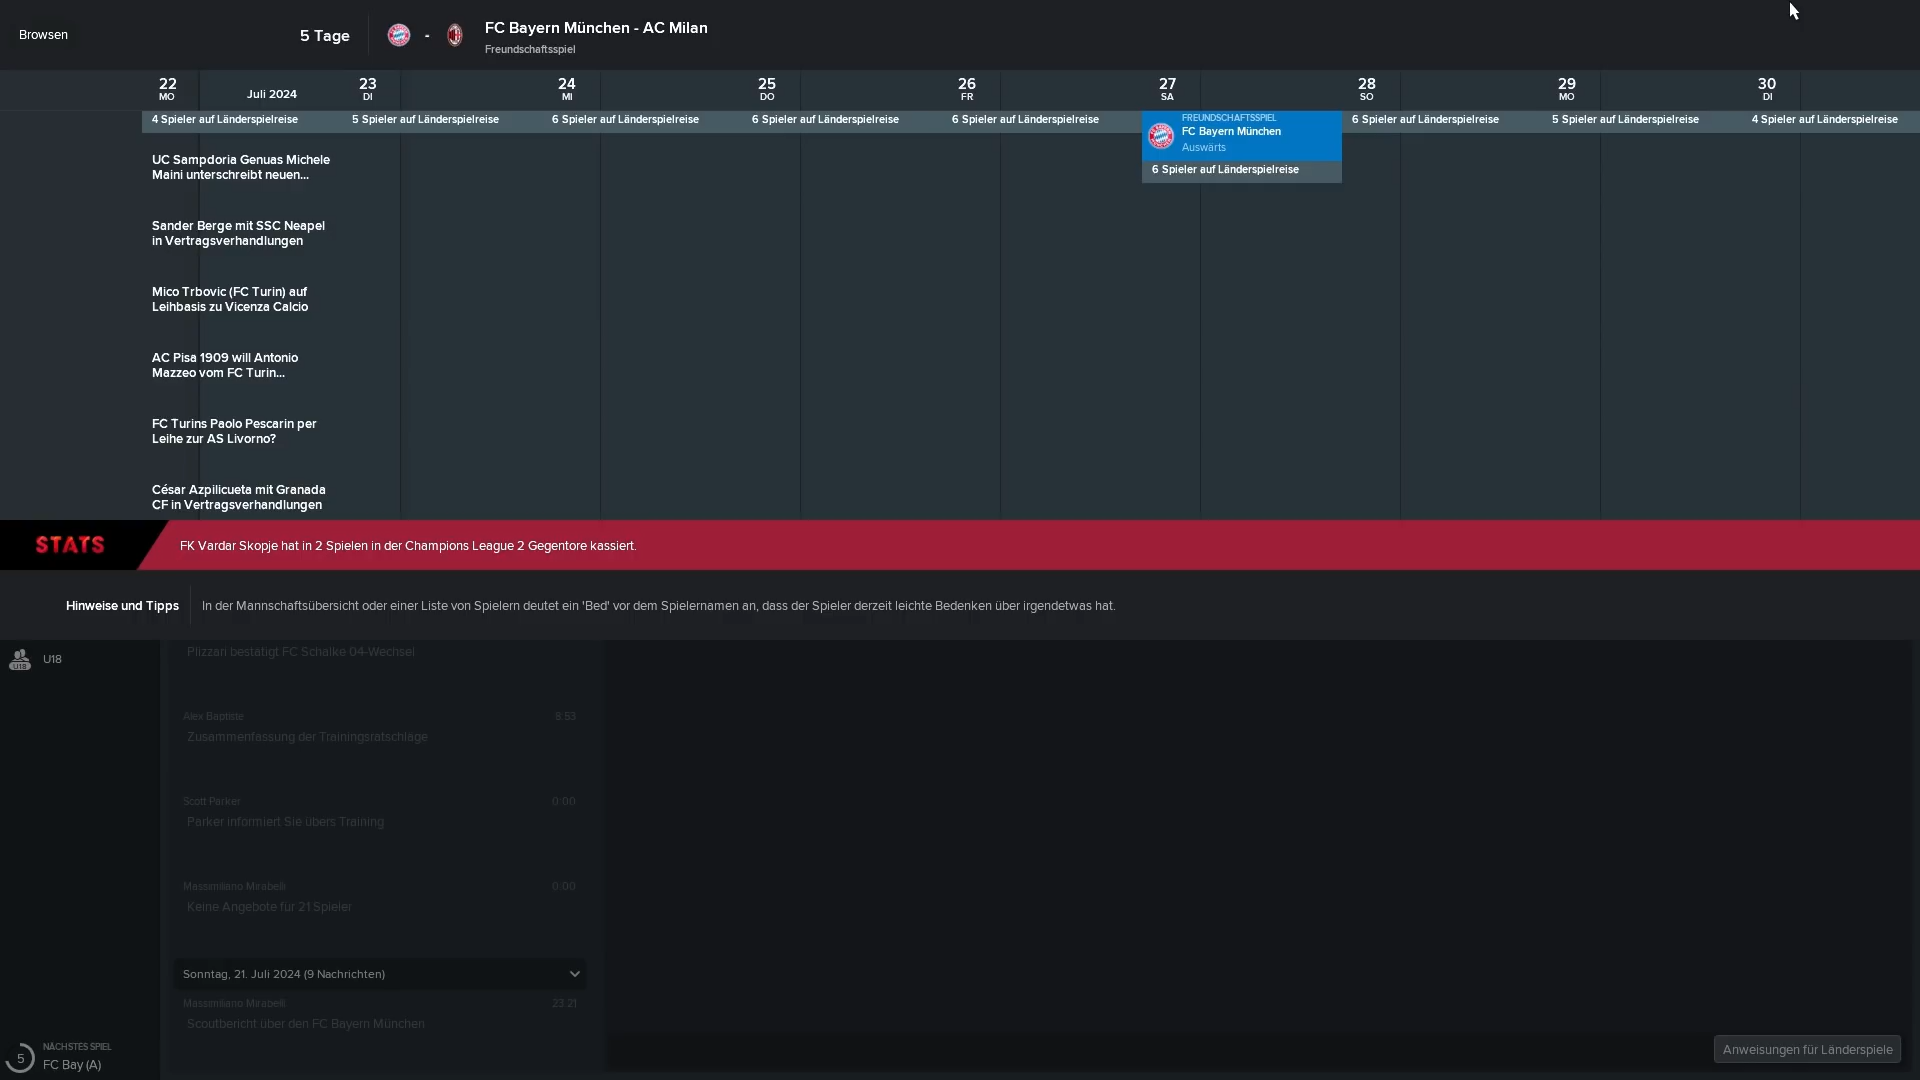 Browsen
5 Tage
-
FC Bayern München - AC Milan
Freundschaftsspiel
22
MO
Juli 2024
23
DI
24
MI
25
DO
26
FR
27
SA
28
SO
29
MO
30
DI
4 Spieler auf Länderspielreise
5 Spieler auf Länderspielreise
6 Spieler auf Länderspielreise
6 Spieler auf Länderspielreise
6 Spieler auf Länderspielreise
FREUNDSCHAFTSSPIEL
FC Bayern München
Auswärts
6 Spieler auf Länderspielreise
6 Spieler auf Länderspielreise
5 Spieler auf Länderspielreise
4 Spieler auf Länderspielreise
UC Sampdoria Genuas Michele
Maini unterschreibt neuen...
Sander Berge mit SSC Neapel
in Vertragsverhandlungen
Mico Trbovic (FC Turin) auf
Leihbasis zu Vicenza Calcio
AC Pisa 1909 will Antonio
Mazzeo vom FC Turin...
FC Turins Paolo Pescarin per
Leihe zur AS Livorno?
César Azpilicueta mit Granada
CF in Vertragsverhandlungen
STATS
FK Vardar Skopje hat in 2 Spielen in der Champions League 2 Gegentore kassiert.
Hinweise und Tipps
In der Mannschaftsübersicht oder einer Liste von Spielern deutet ein 'Bed' vor dem Spielernamen an, dass der Spieler derzeit leichte Bedenken über irgendetwas hat.
U18
U18
Plizzari bestätigt FC Schalke 04-Wechsel
Alex Baptiste
8:53
Zusammenfassung der Trainingsratschläge
Scott Parker
0:00
Parker informiert Sie übers Training
Massimiliano Mirabelli
0:00
Keine Angebote für 21 Spieler
Sonntag, 21. Juli 2024 (9 Nachrichten)
Massimiliano Mirabelli
23:21
Scoutbericht über den FC Bayern München
5
NÄCHSTES SPIEL
FC Bay (A)
Anweisungen für Länderspiele